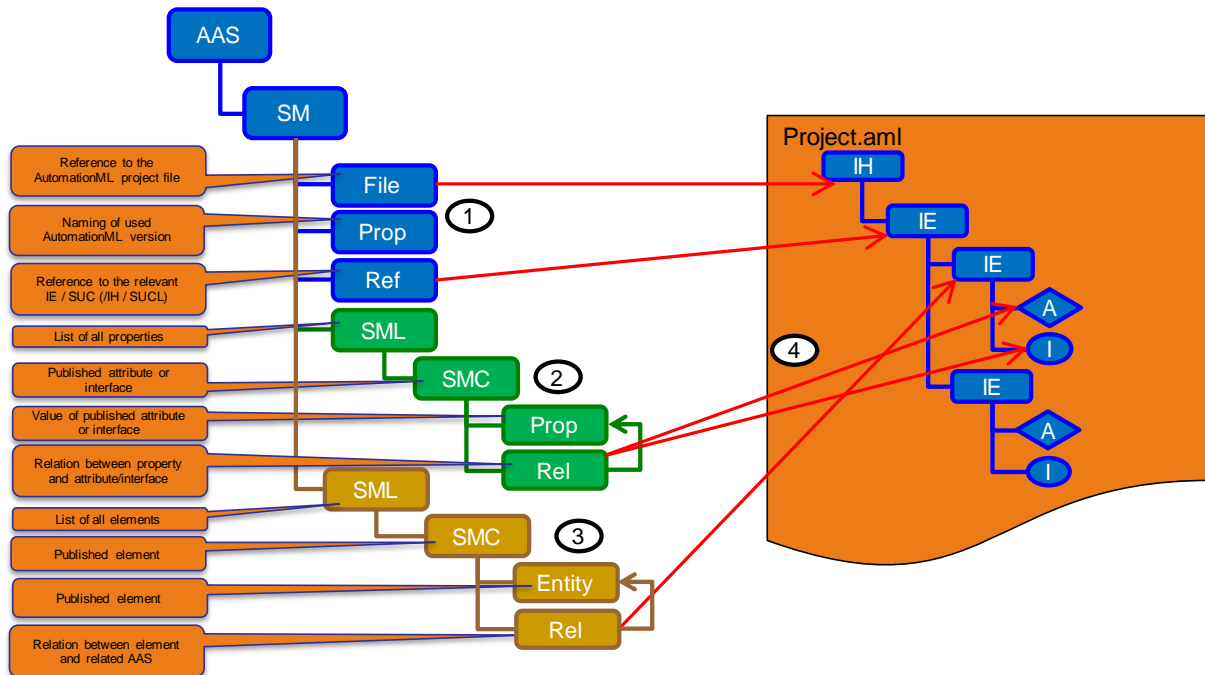 AAS
SM
Reference to the
AutomationML project file
File
1
Naming of used
AutomationML version
Prop
Reference to the relevant
IE / SUC (/IH / SUCL)
Ref
List of all properties
SML
Published attribute or
interface
SMC
2
Value of published attribute
or interface
Prop
Relation between property
and attribute/interface
Rel
List of all elements
SML
Published element
SMC
3
Published element
Entity
Relation between element
and related AAS
Rel
4
Project.aml
IH
IE
IE
A
I
IE
A
I